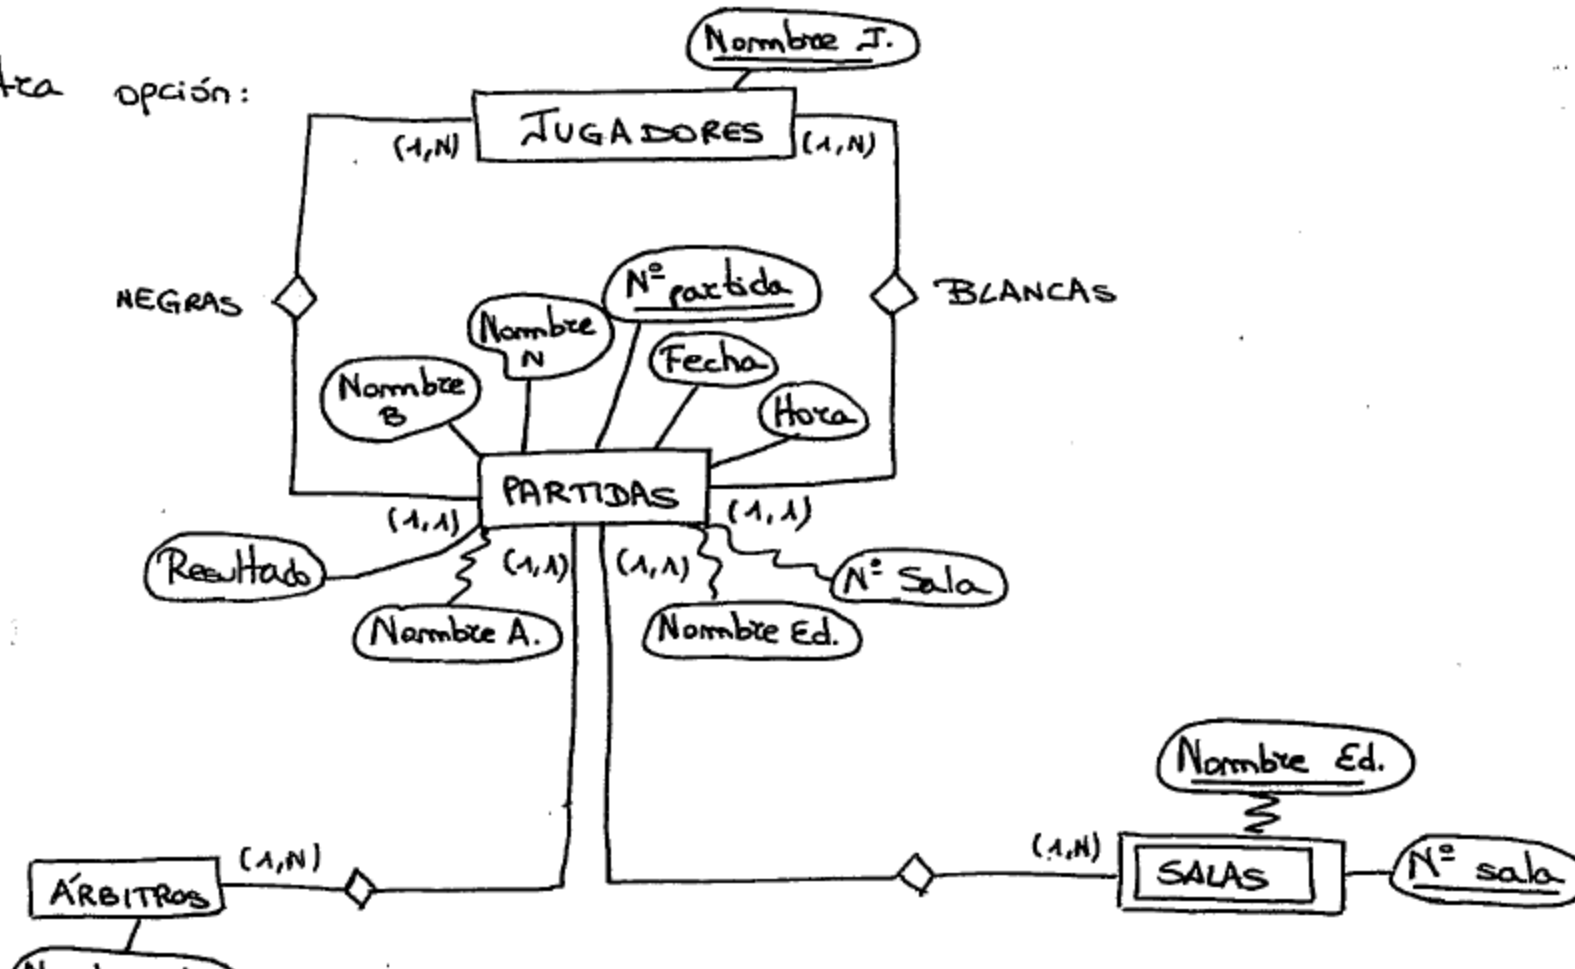 opción:
Nombre J.
JUGADORES
(1,N)
(1,N)
NEGRAS
BLANCAS
Nº partida
Nombre
N
Fecha
Nombre
B
Hora
PARTIDAS
(1,1)
(1,1)
Resultado
(1,1)
(1,1)
Nº Sala
Nombre A.
Nombre Ed.
Nombre Ed.
(1,N)
(1,N)
ÁRBITROS
SALAS
Nº sala